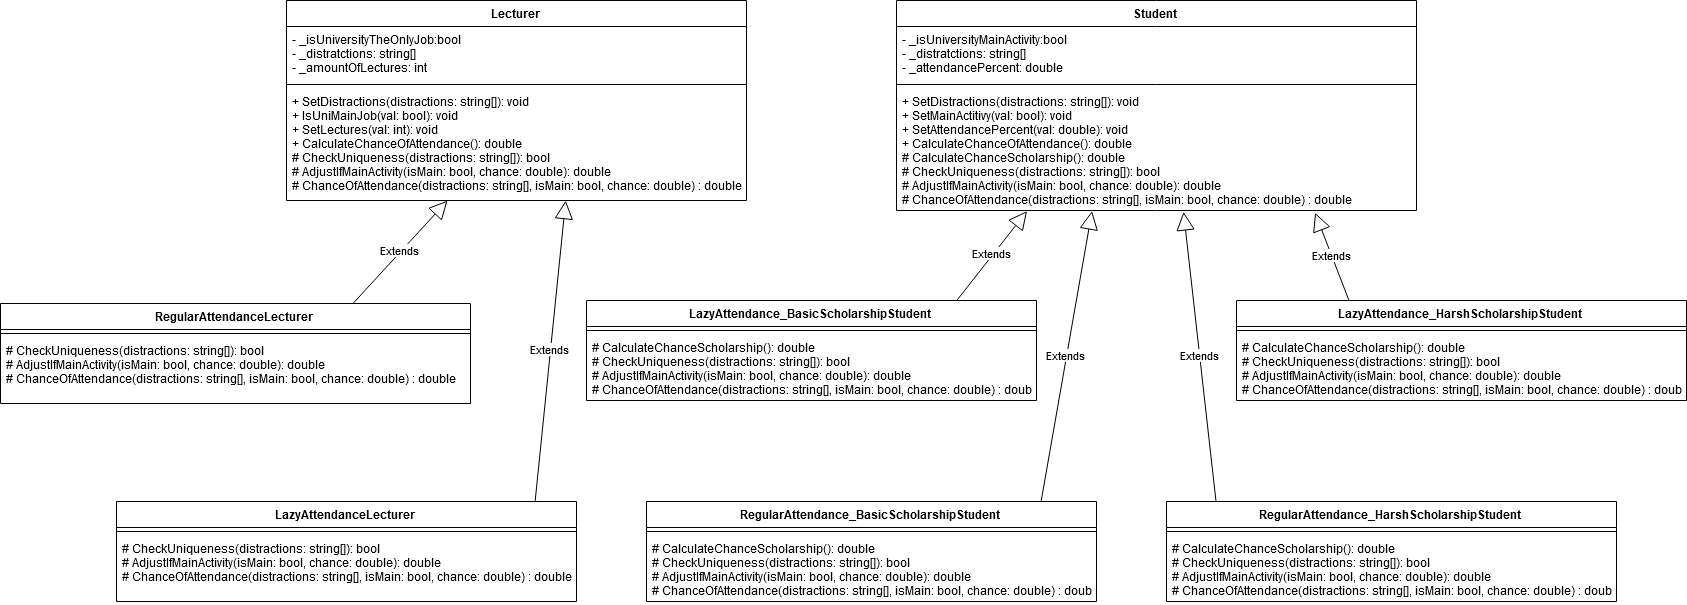 Lecturer
- _isUniversityTheOnlyJob:bool
- _distratctions: string[]
- _amountOfLectures: int
+ SetDistractions(distractions: string[]): void
+ IsUniMainJob(val: bool): void
+ SetLectures(val: int): void
+ CalculateChanceOfAttendance(): double
# CheckUniqueness(distractions: string[]): bool
# AdjustIfMainActivity(isMain: bool, chance: double): double
# ChanceOfAttendance(distractions: string[], isMain: bool, chance: double) : double
Student
- _isUniversityMainActivity:bool
- _distratctions: string[]
- _attendancePercent: double
+ SetDistractions(distractions: string[]): void
+ SetMainActitivy(val: bool): void
+ SetAttendancePercent(val: double): void
+ CalculateChanceOfAttendance(): double
# CalculateChanceScholarship(): double
# CheckUniqueness(distractions: string[]): bool
# AdjustIfMainActivity(isMain: bool, chance: double): double
# ChanceOfAttendance(distractions: string[], isMain: bool, chance: double) : double
Extends
Extends
Extends
Extends
Extends
Extends
RegularAttendanceLecturer
# CheckUniqueness(distractions: string[]): bool
# AdjustIfMainActivity(isMain: bool, chance: double): double
# ChanceOfAttendance(distractions: string[], isMain: bool, chance: double) : double
LazyAttendance_BasicScholarshipStudent
# CalculateChanceScholarship(): double
# CheckUniqueness(distractions: string[]): bool
# AdjustIfMainActivity(isMain: bool, chance: double): double
# ChanceOfAttendance(distractions: string[], isMain: bool, chance: double) : doub
LazyAttendance_HarshScholarshipStudent
# CalculateChanceScholarship(): double
# CheckUniqueness(distractions: string[]): bool
# AdjustIfMainActivity(isMain: bool, chance: double): double
# ChanceOfAttendance(distractions: string[], isMain: bool, chance: double) : doub
LazyAttendanceLecturer
# CheckUniqueness(distractions: string[]): bool
# AdjustIfMainActivity(isMain: bool, chance: double): double
# ChanceOfAttendance(distractions: string[], isMain: bool, chance: double) : double
RegularAttendance_BasicScholarshipStudent
# CalculateChanceScholarship(): double
# CheckUniqueness(distractions: string[]): bool
# AdjustIfMainActivity(isMain: bool, chance: double): double
# ChanceOfAttendance(distractions: string[], isMain: bool, chance: double) : doub
RegularAttendance_HarshScholarshipStudent
# CalculateChanceScholarship(): double
# CheckUniqueness(distractions: string[]): bool
# AdjustIfMainActivity(isMain: bool, chance: double): double
# ChanceOfAttendance(distractions: string[], isMain: bool, chance: double) : doub